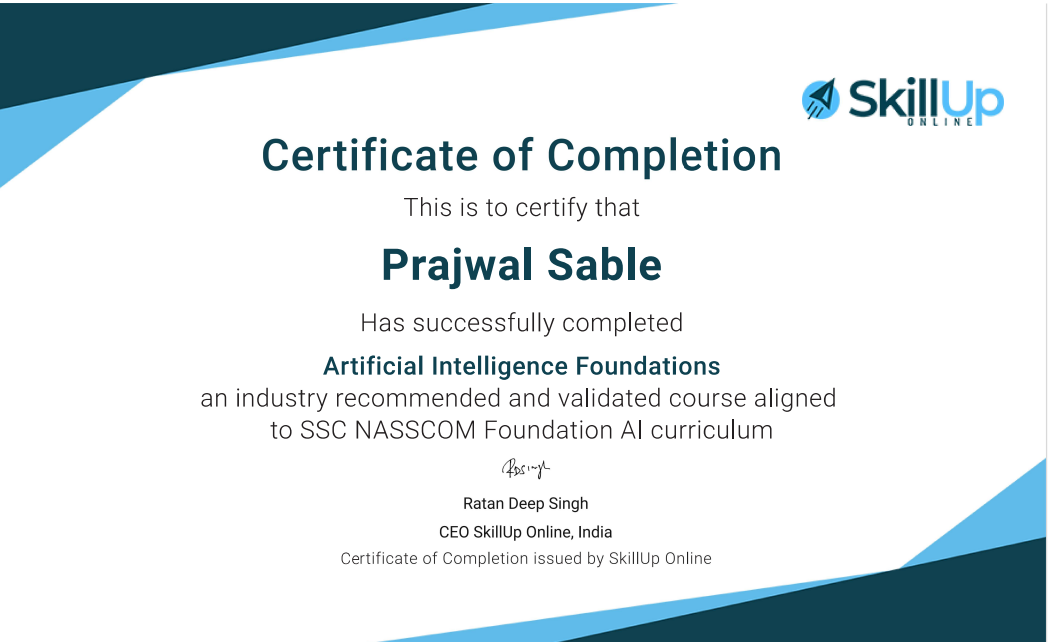 SkillUp
ONLINE
Certificate of Completion
This is to certify that
Prajwal Sable
Has successfully completed
Artificial Intelligence Foundations
an industry recommended and validated course aligned
to SSC NASSCOM Foundation AI curriculum
RDSingh
Ratan Deep Singh
CEO SkillUp Online, India
Certificate of Completion issued by SkillUp Online